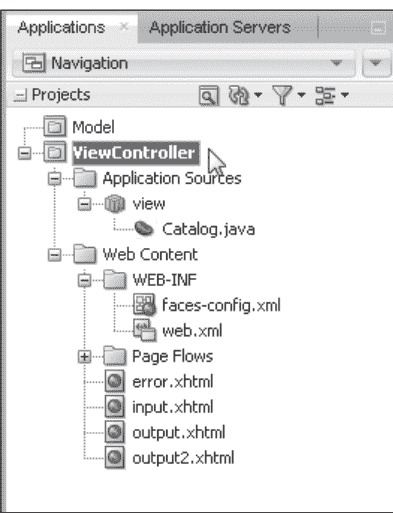 Applications × Application Servers
Navigation
Projects
Model
ViewController
Application Sources
view
Catalog.java
Web Content
WEB-INF
faces-config.xml
web.xml
Page Flows
error.xhtml
input.xhtml
output.xhtml
output2.xhtml